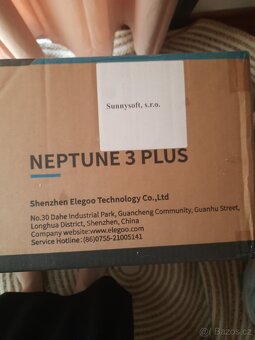 Sunnysoft, s.r.o.
NEPTUNE 3 PLUS
Shenzhen Elegoo Technology Co.,Ltd
No.30 Dahe Industrial Park, Guancheng Community, Guanhu Street,
Longhua District, Shenzhen, China
Company website:www.elegoo.com
Service Hotline:(86)0755-21005141
Bazoš.cz